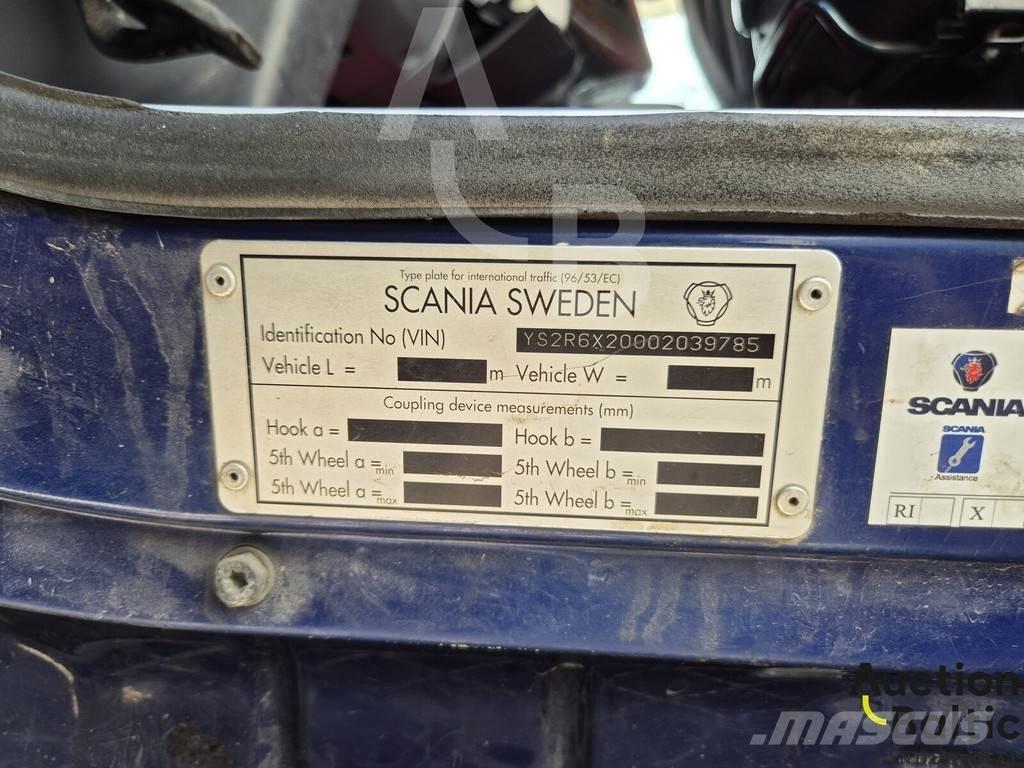 Type plate for international traffic (96/53/EC)
SCANIA SWEDEN
Identification No (VIN) YS2R6X20002039785
Vehicle L = m Vehicle W = m
Coupling device measurements (mm)
Hook a = Hook b =
5th Wheel a = min 5th Wheel b = min
5th Wheel a = max 5th Wheel b = max
SCANIA
SCANIA
Assistance
RI X
A B
Auction
Baltic
MASCUS